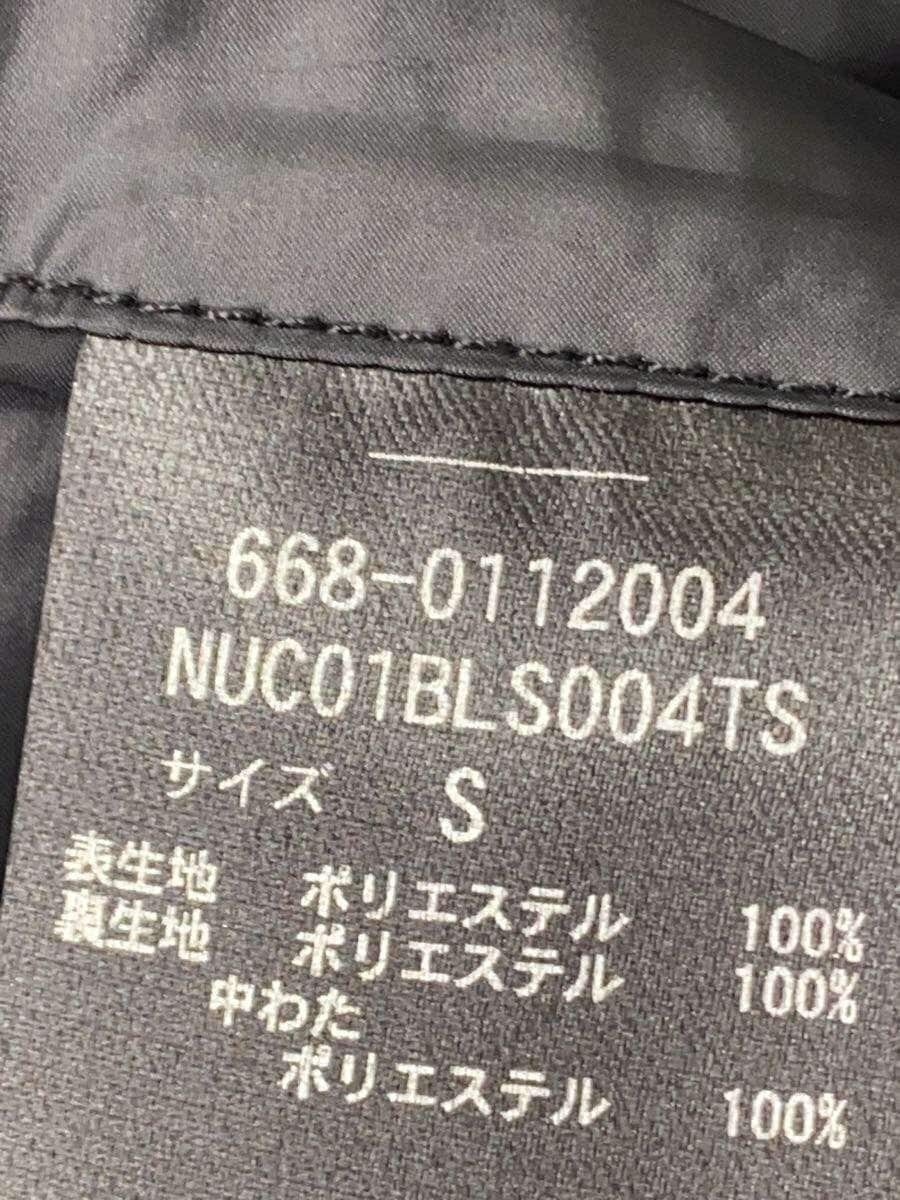 668-0112004
NUC01BLS004TS
サイズ S
表生地 ポリエステル 100%
裏生地 ポリエステル 100%
中わた
ポリエステル 100%